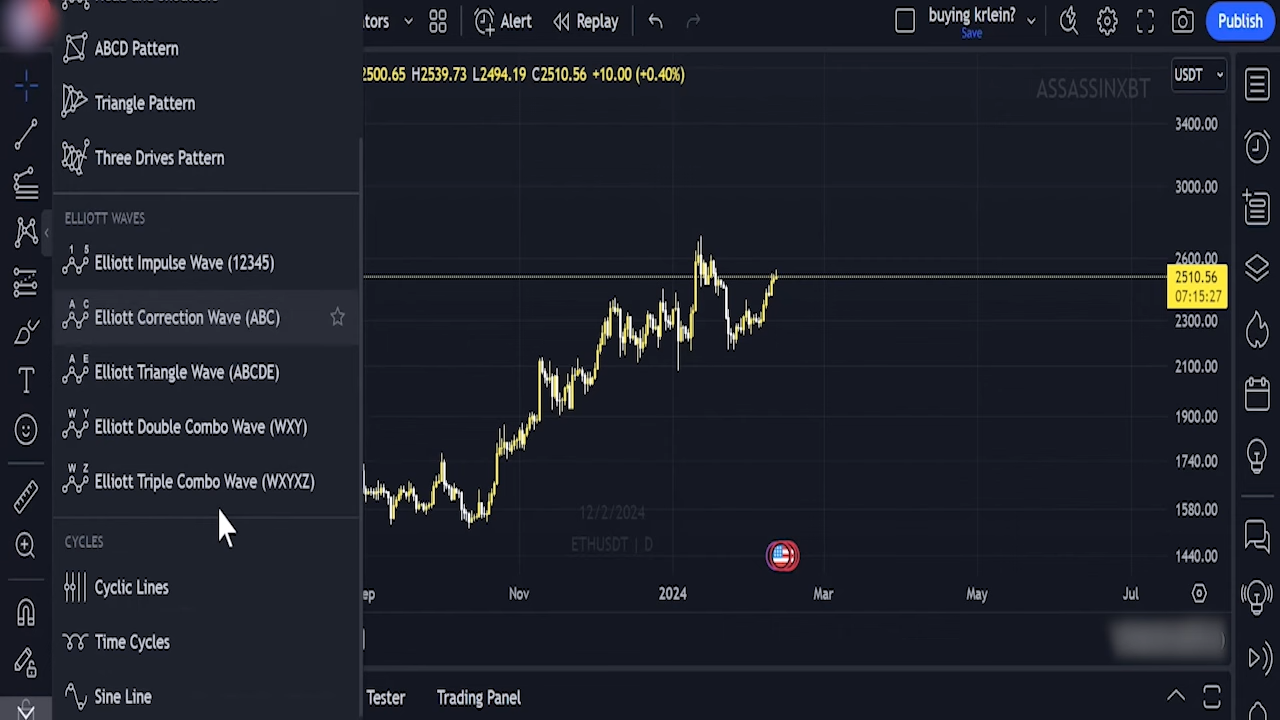 ABCD Pattern
Triangle Pattern
Three Drives Pattern
ELLIOTT WAVES
1 5
Elliott Impulse Wave (12345)
A C
Elliott Correction Wave (ABC)
A E
Elliott Triangle Wave (ABCDE)
W Y
Elliott Double Combo Wave (WXY)
W Z
Elliott Triple Combo Wave (WXYXZ)
CYCLES
Cyclic Lines
Time Cycles
Sine Line
Alert
Replay
buying krlein?
Save
Publish
2500.65 H2539.73 L2494.19 C2510.56 +10.00 (+0.40%)
ASSASSINXBT
USDT
3400.00
3000.00
2600.00
2510.56
07:15:27
2300.00
2100.00
1900.00
1740.00
1580.00
1440.00
12/2/2024
ETHUSDT | D
Nov
2024
Mar
May
Jul
Tester
Trading Panel